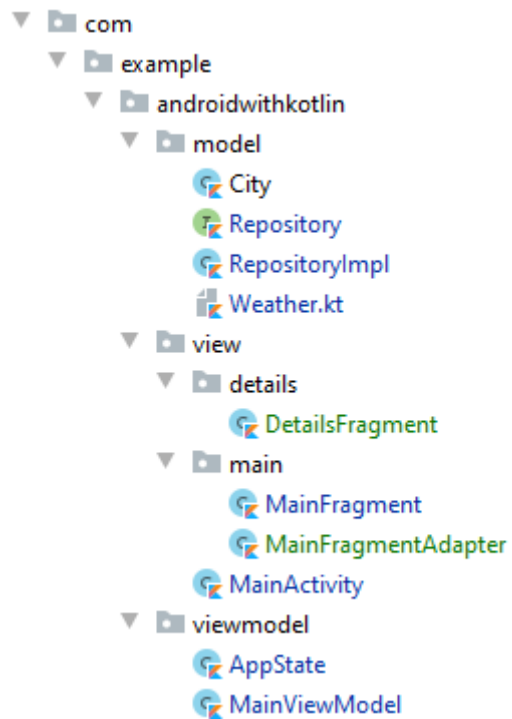 com
example
androidwithkotlin
model
City
Repository
RepositoryImpl
Weather.kt
view
details
DetailsFragment
main
MainFragment
MainFragmentAdapter
MainActivity
viewmodel
AppState
MainViewModel